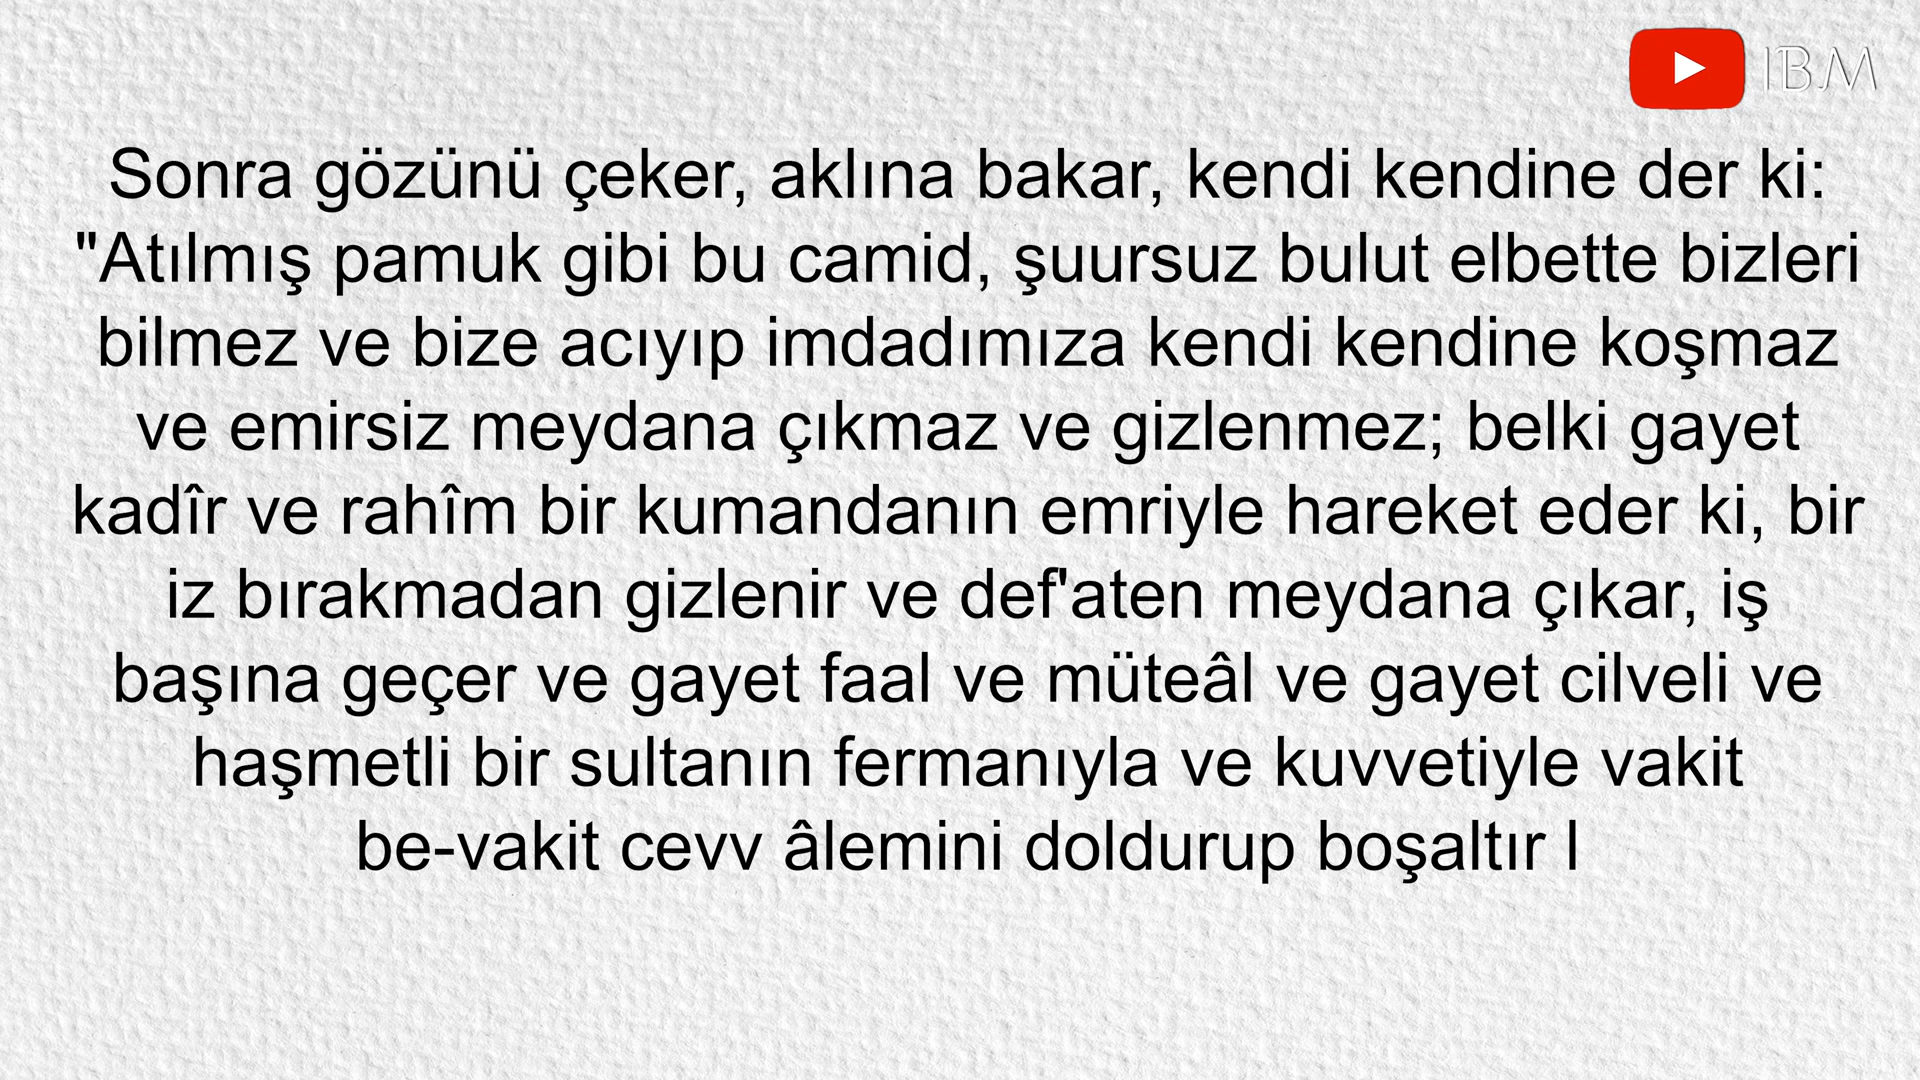 IBM
Sonra gözünü çeker, aklına bakar, kendi kendine der ki:
"Atılmış pamuk gibi bu camid, şuursuz bulut elbette bizleri
bilmez ve bize acıyıp imdadımıza kendi kendine koşmaz
ve emirsiz meydana çıkmaz ve gizlenmez; belki gayet
kadîr ve rahîm bir kumandanın emriyle hareket eder ki, bir
iz bırakmadan gizlenir ve def'aten meydana çıkar, iş
başına geçer ve gayet faal ve müteâl ve gayet cilveli ve
haşmetli bir sultanın fermanıyla ve kuvvetiyle vakit
be-vakit cevv âlemini doldurup boşaltır l